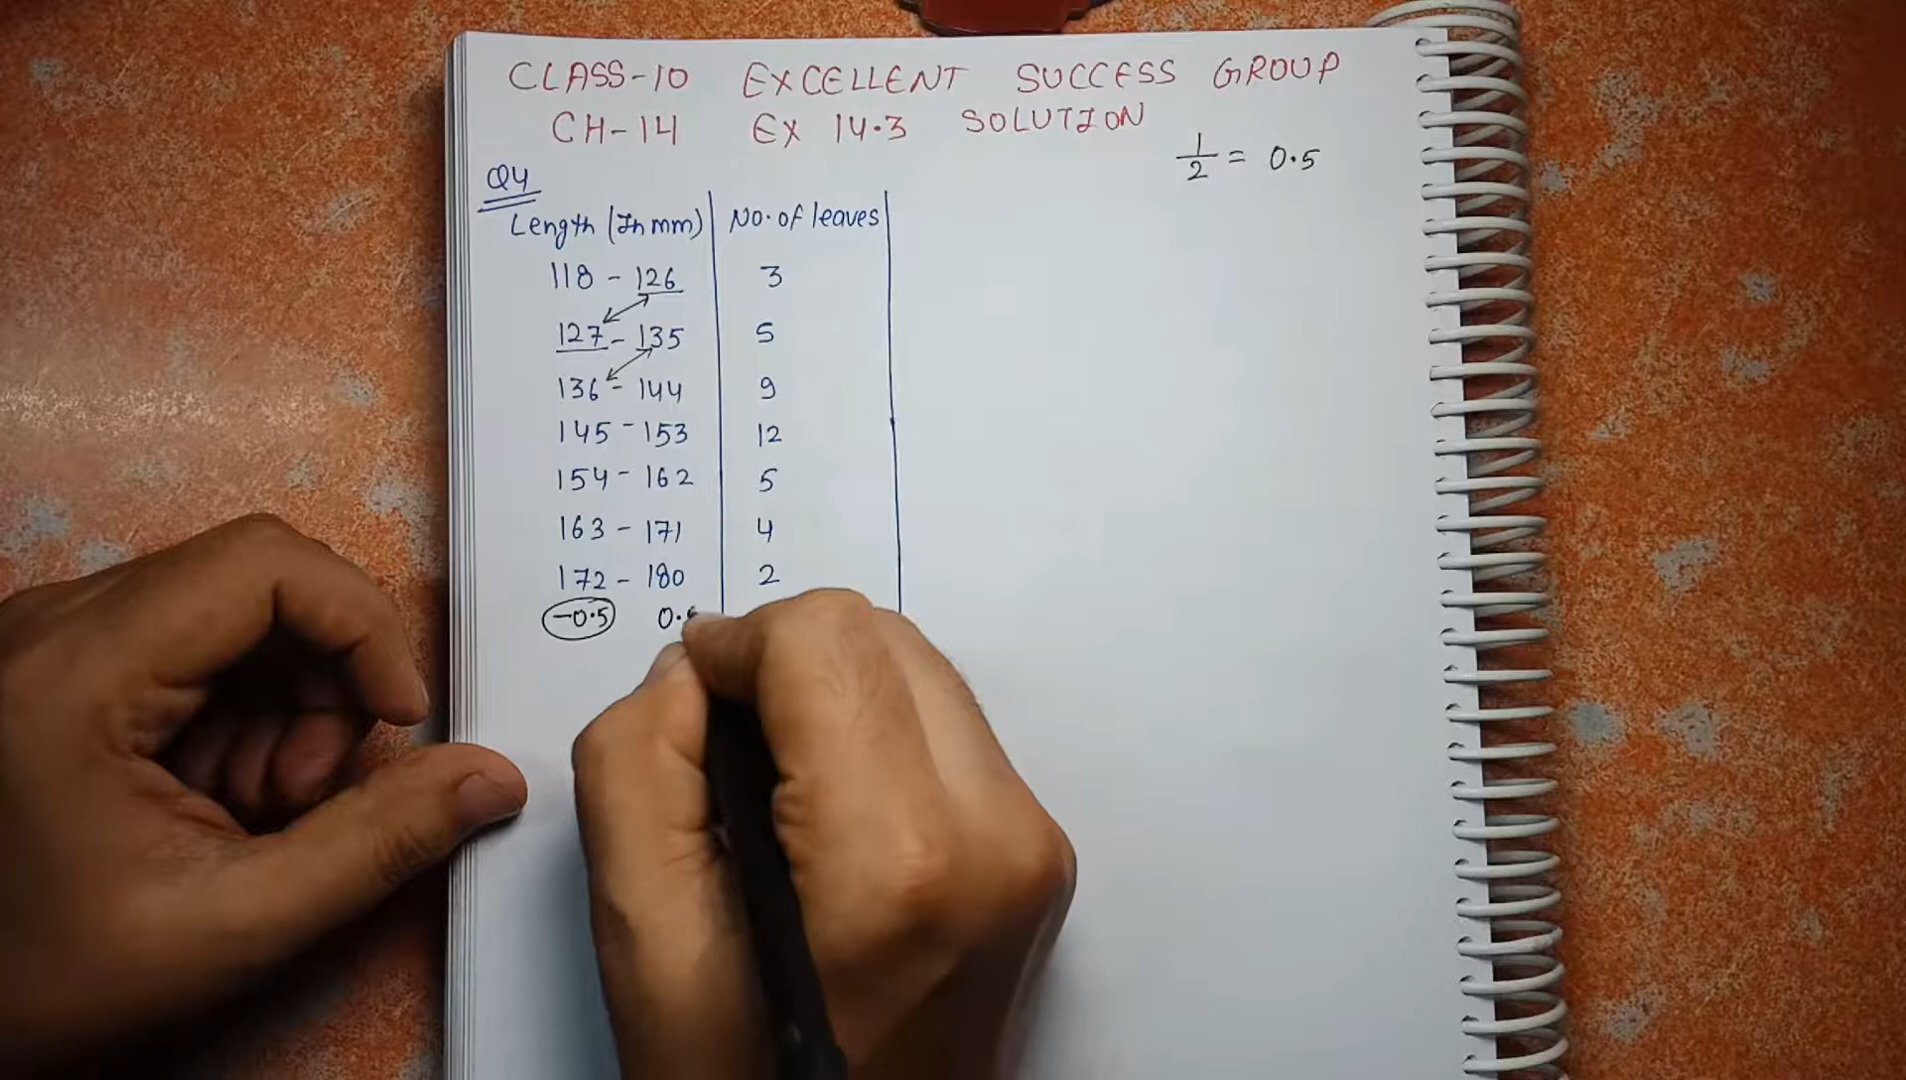 CLASS-10 EXCELLENT SUCCESS GROUP
CH-14 EX 14.3 SOLUTION
1/2 = 0.5
Q4
Length (In mm) No. of leaves
118 - 126 3
127 - 135 5
136 - 144 9
145 - 153 12
154 - 162 5
163 - 171 4
172 - 180 2
-0.5